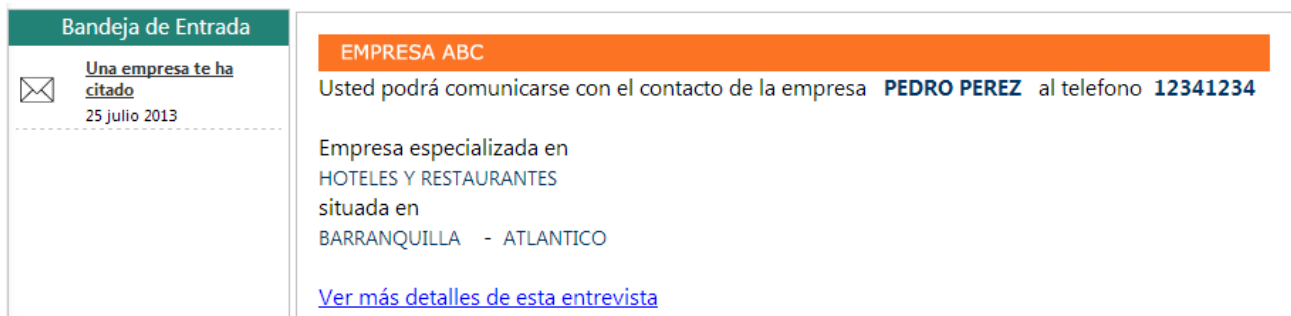 Bandeja de Entrada
Una empresa te ha
citado
25 julio 2013
EMPRESA ABC
Usted podrá comunicarse con el contacto de la empresa PEDRO PEREZ al telefono 12341234
Empresa especializada en
HOTELES Y RESTAURANTES
situada en
BARRANQUILLA - ATLANTICO
Ver más detalles de esta entrevista